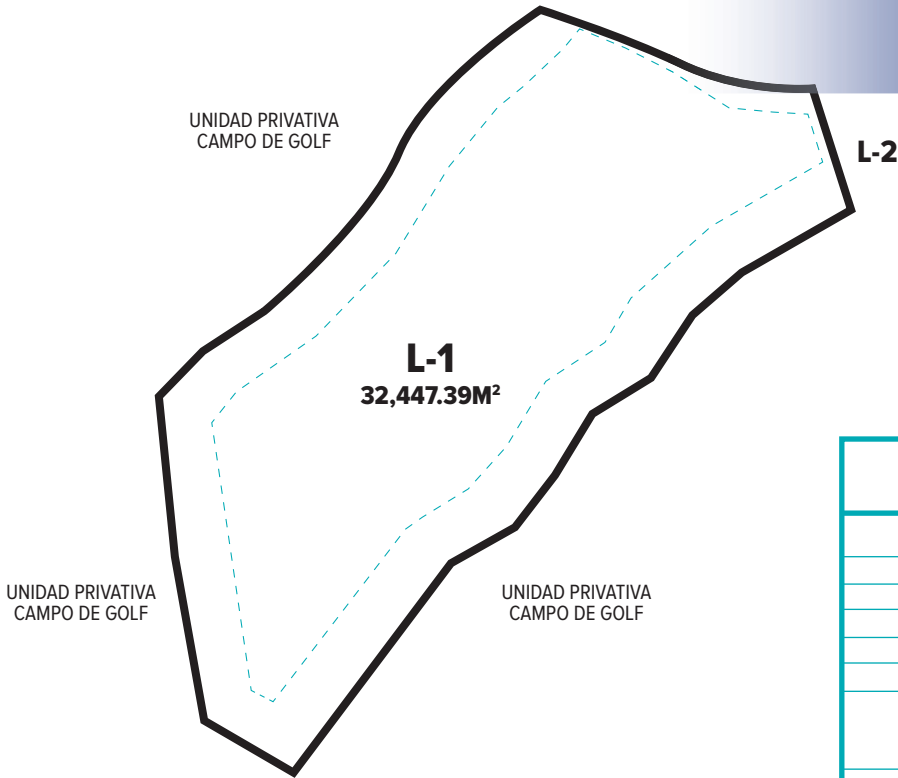 UNIDAD PRIVATIVA
CAMPO DE GOLF
L-2
L-1
32,447.39M²
UNIDAD PRIVATIVA
CAMPO DE GOLF
UNIDAD PRIVATIVA
CAMPO DE GOLF